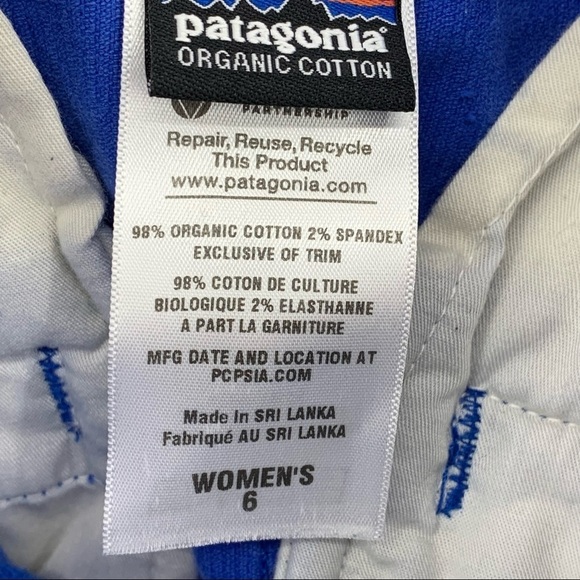 patagonia®
ORGANIC COTTON
PARTNERSHIP
Repair, Reuse, Recycle
This Product
www.patagonia.com
98% ORGANIC COTTON 2% SPANDEX
EXCLUSIVE OF TRIM
98% COTON DE CULTURE
BIOLOGIQUE 2% ELASTHANNE
A PART LA GARNITURE
MFG DATE AND LOCATION AT
PCPSIA.COM
Made In SRI LANKA
Fabriqué AU SRI LANKA
WOMEN'S
6